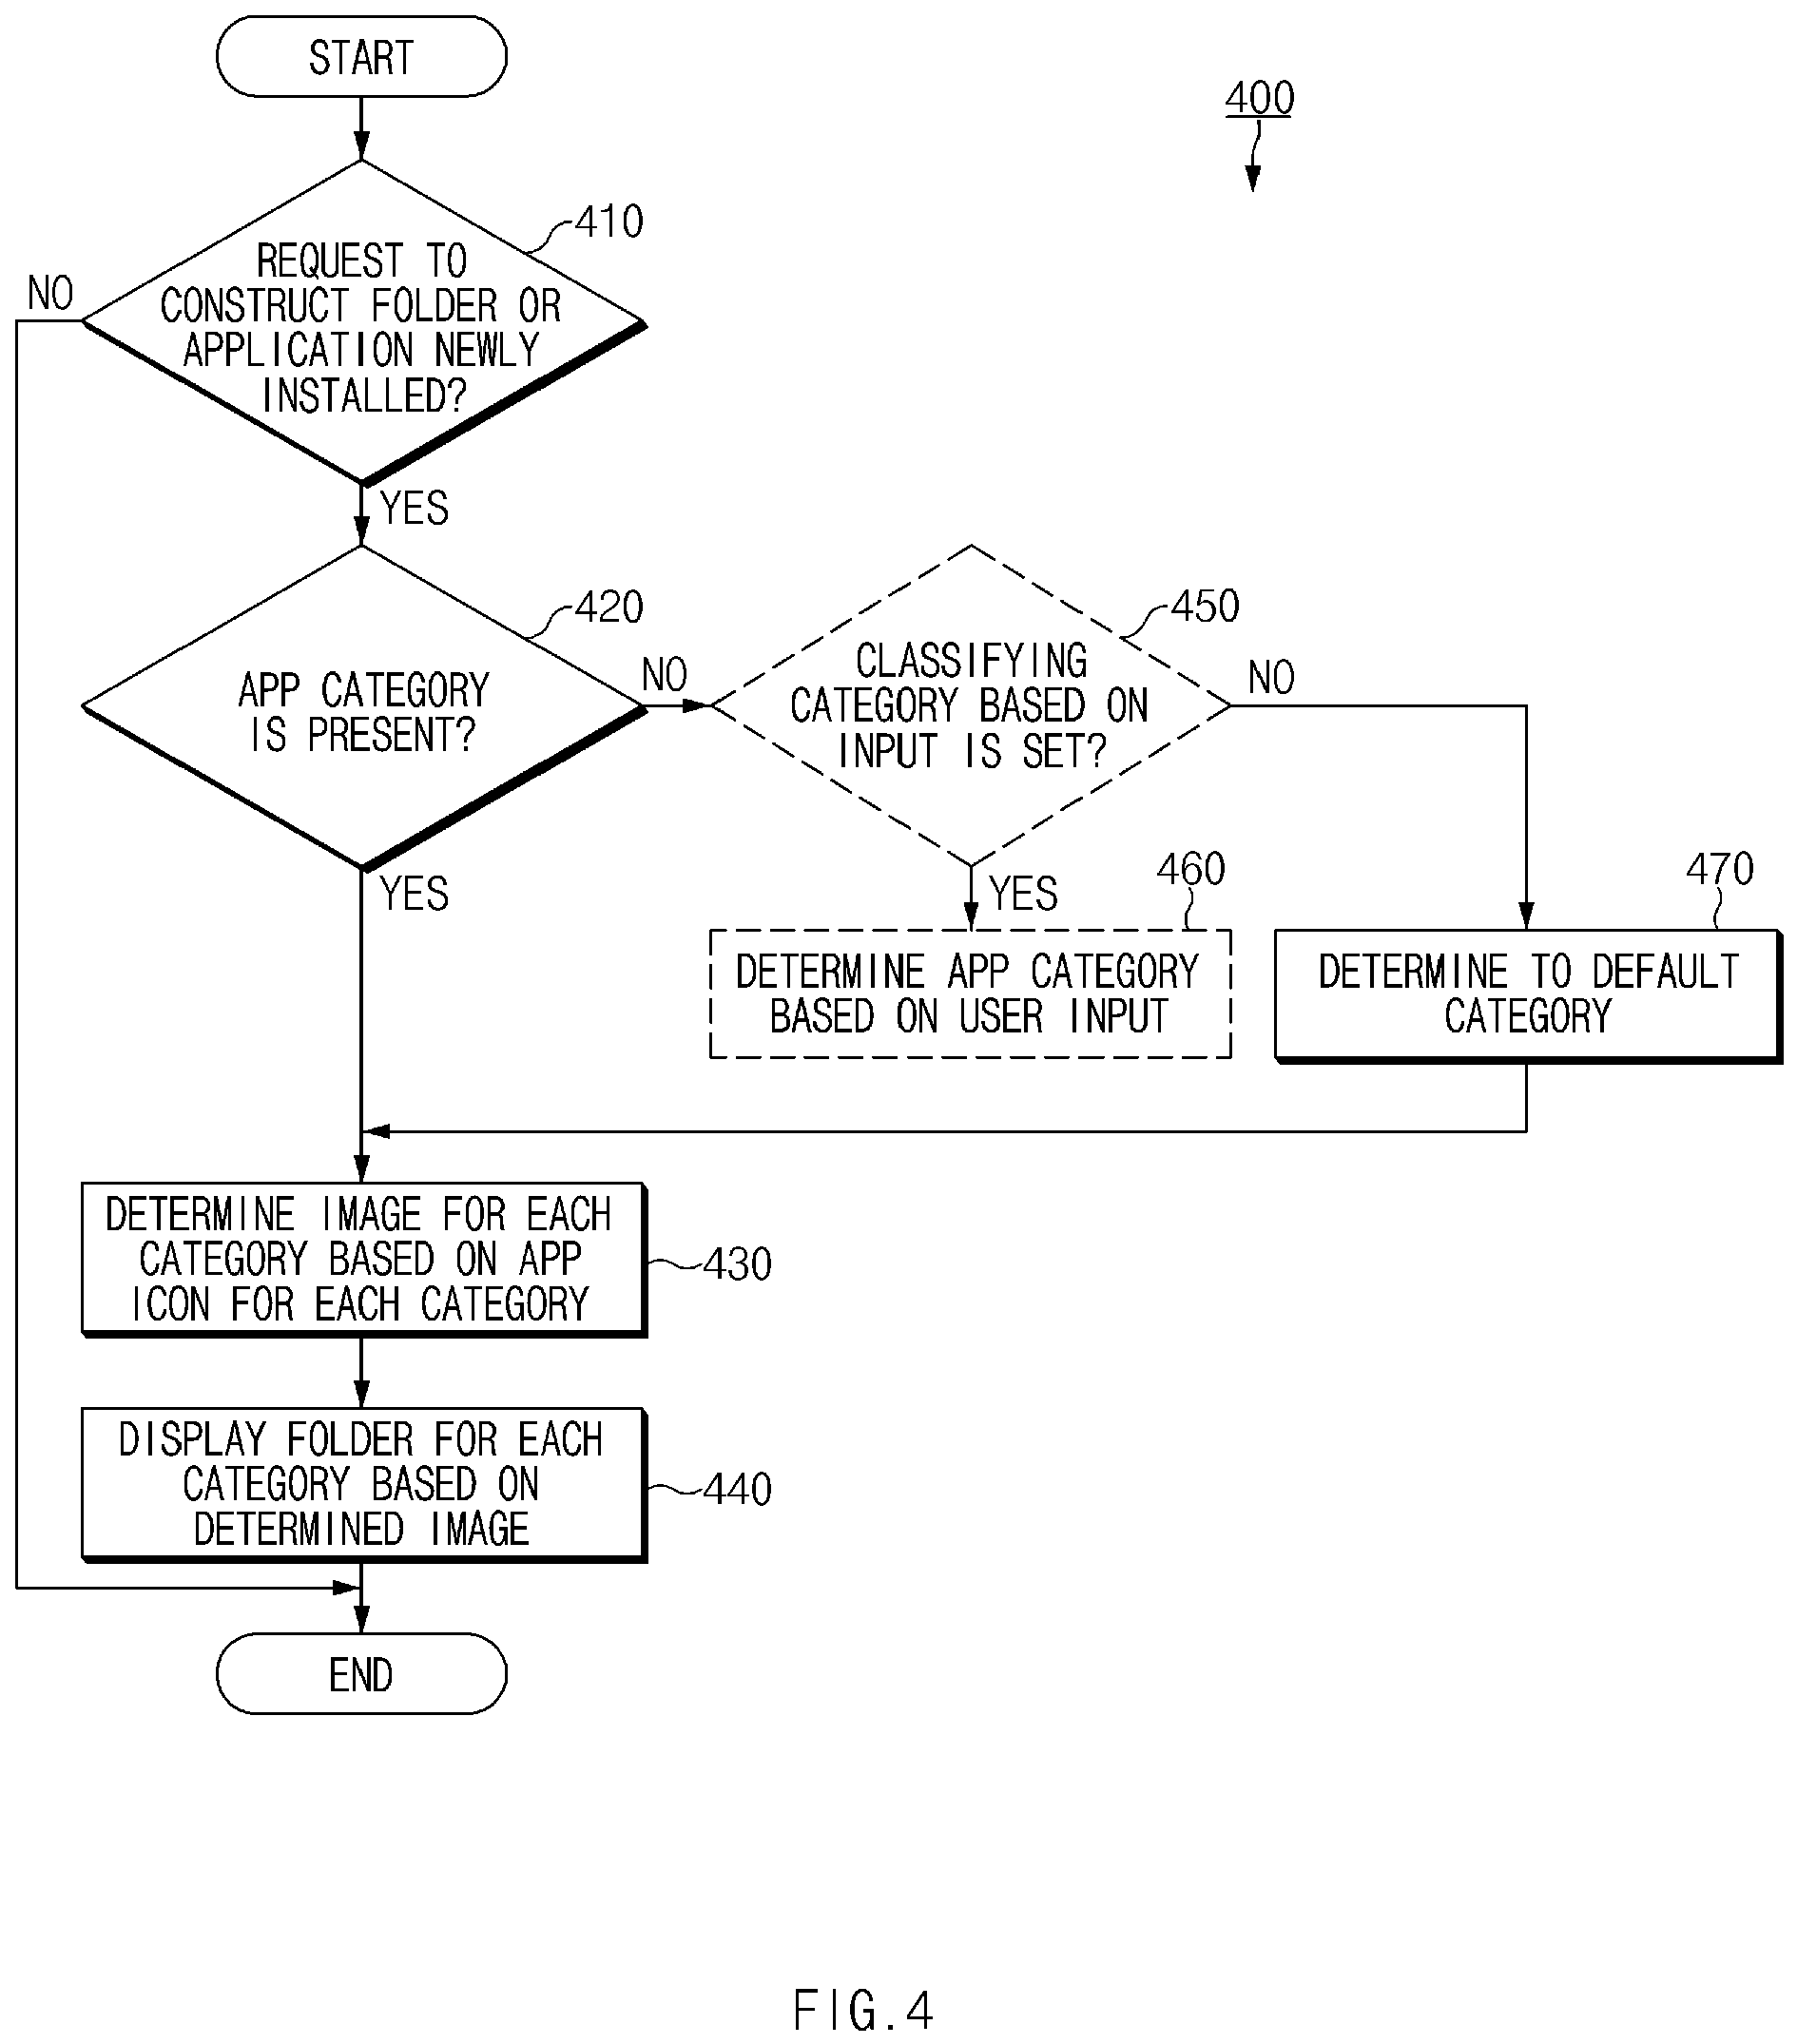 START
400
410
REQUEST TO
CONSTRUCT FOLDER OR
APPLICATION NEWLY
INSTALLED?
NO
YES
420
APP CATEGORY
IS PRESENT?
NO
YES
450
CLASSIFYING
CATEGORY BASED ON
INPUT IS SET?
NO
YES
460
DETERMINE APP CATEGORY
BASED ON USER INPUT
470
DETERMINE TO DEFAULT
CATEGORY
DETERMINE IMAGE FOR EACH
CATEGORY BASED ON APP
ICON FOR EACH CATEGORY
430
DISPLAY FOLDER FOR EACH
CATEGORY BASED ON
DETERMINED IMAGE
440
END
FIG.4